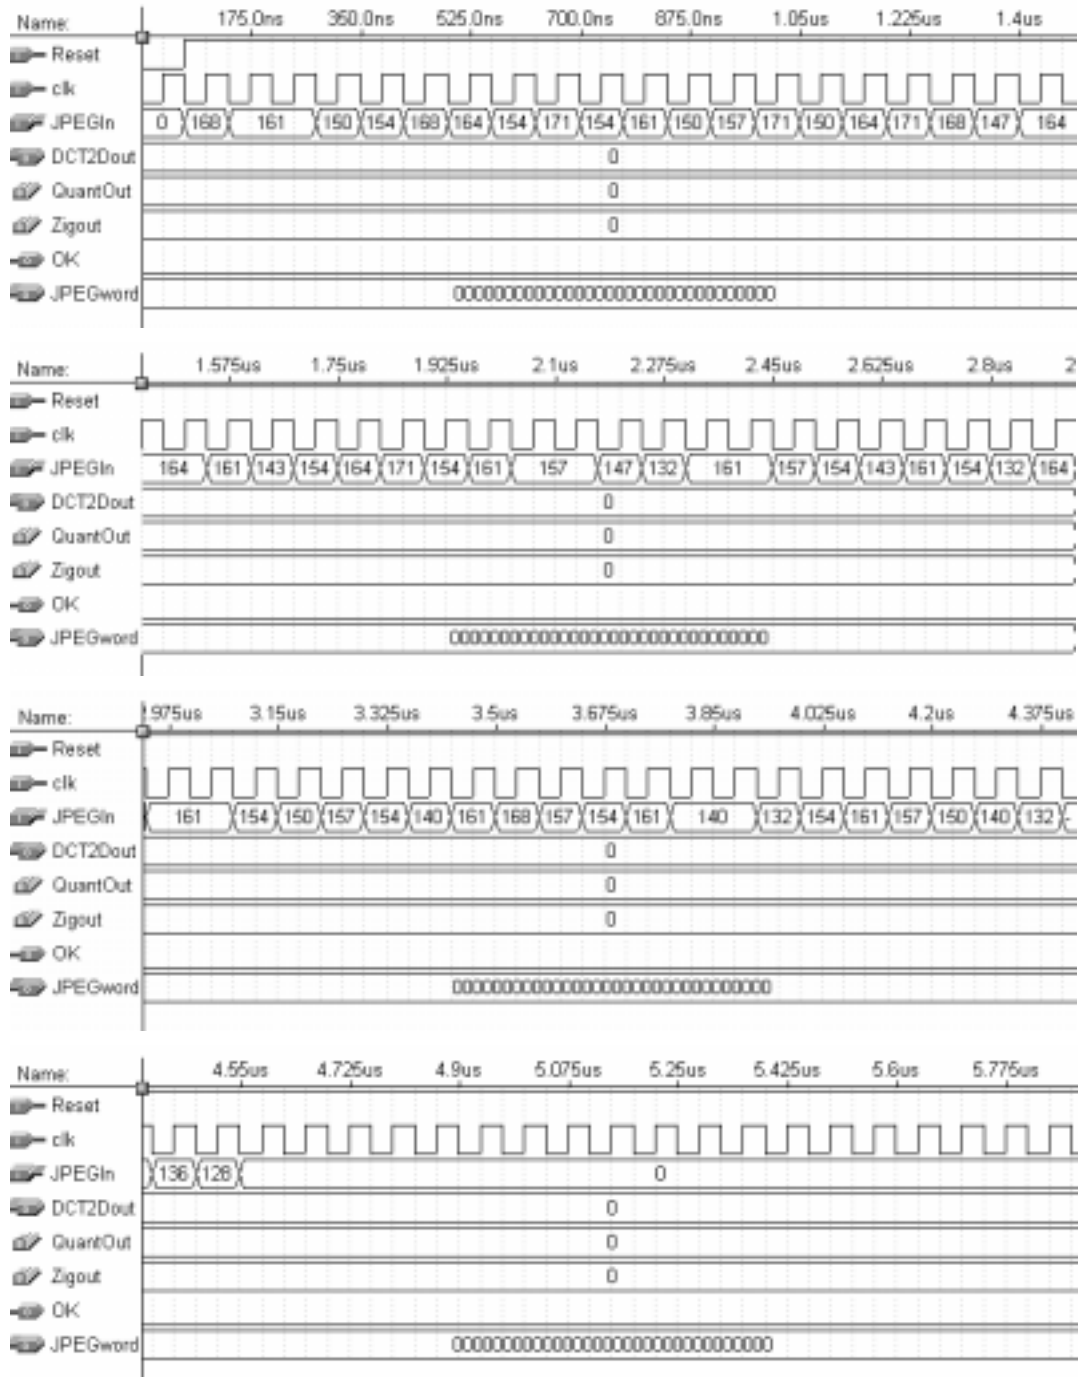 Name: 175.0ns 350.0ns 525.0ns 700.0ns 875.0ns 1.05us 1.225us 1.4us
Reset
clk
JPEGIn 0 168 161 150 154 168 164 154 171 154 161 150 157 171 150 164 171 168 147 164
DCT2Dout 0
QuantOut 0
Zigout 0
OK
JPEGword 00000000000000000000000000000000
Name: 1.575us 1.75us 1.925us 2.1us 2.275us 2.45us 2.625us 2.8us 2
Reset
clk
JPEGIn 164 161 143 154 164 171 154 161 157 147 132 161 157 154 143 161 154 132 164
DCT2Dout 0
QuantOut 0
Zigout 0
OK
JPEGword 00000000000000000000000000000000
Name: 2.975us 3.15us 3.325us 3.5us 3.675us 3.85us 4.025us 4.2us 4.375us
Reset
clk
JPEGIn 161 154 150 157 154 140 161 168 157 154 161 140 132 154 161 157 150 140 132 -
DCT2Dout 0
QuantOut 0
Zigout 0
OK
JPEGword 00000000000000000000000000000000
Name: 4.55us 4.725us 4.9us 5.075us 5.25us 5.425us 5.6us 5.775us
Reset
clk
JPEGIn 136 128 0
DCT2Dout 0
QuantOut 0
Zigout 0
OK
JPEGword 00000000000000000000000000000000